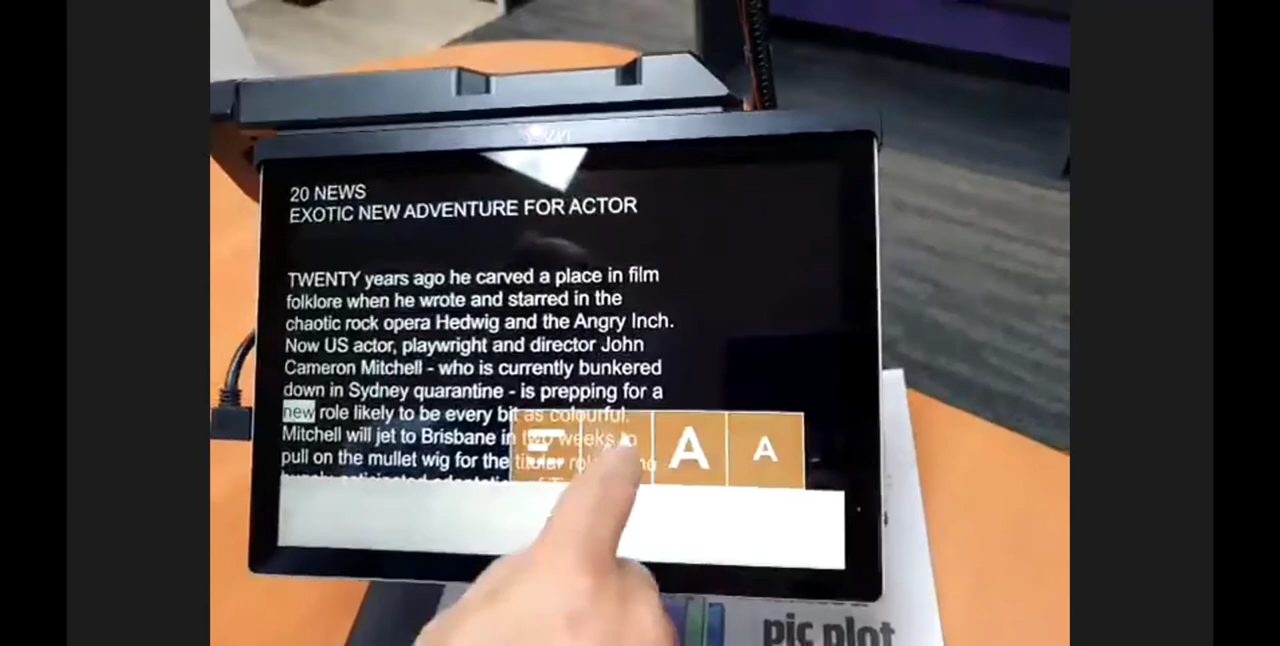 20 NEWS
EXOTIC NEW ADVENTURE FOR ACTOR
TWENTY years ago he carved a place in film
folklore when he wrote and starred in the
chaotic rock opera Hedwig and the Angry Inch.
Now US actor, playwright and director John
Cameron Mitchell - who is currently bunkered
down in Sydney quarantine - is prepping for a
new role likely to be every bit as colourful.
Mitchell will jet to Brisbane in two weeks to
pull on the mullet wig for the titular
A A
pic plot